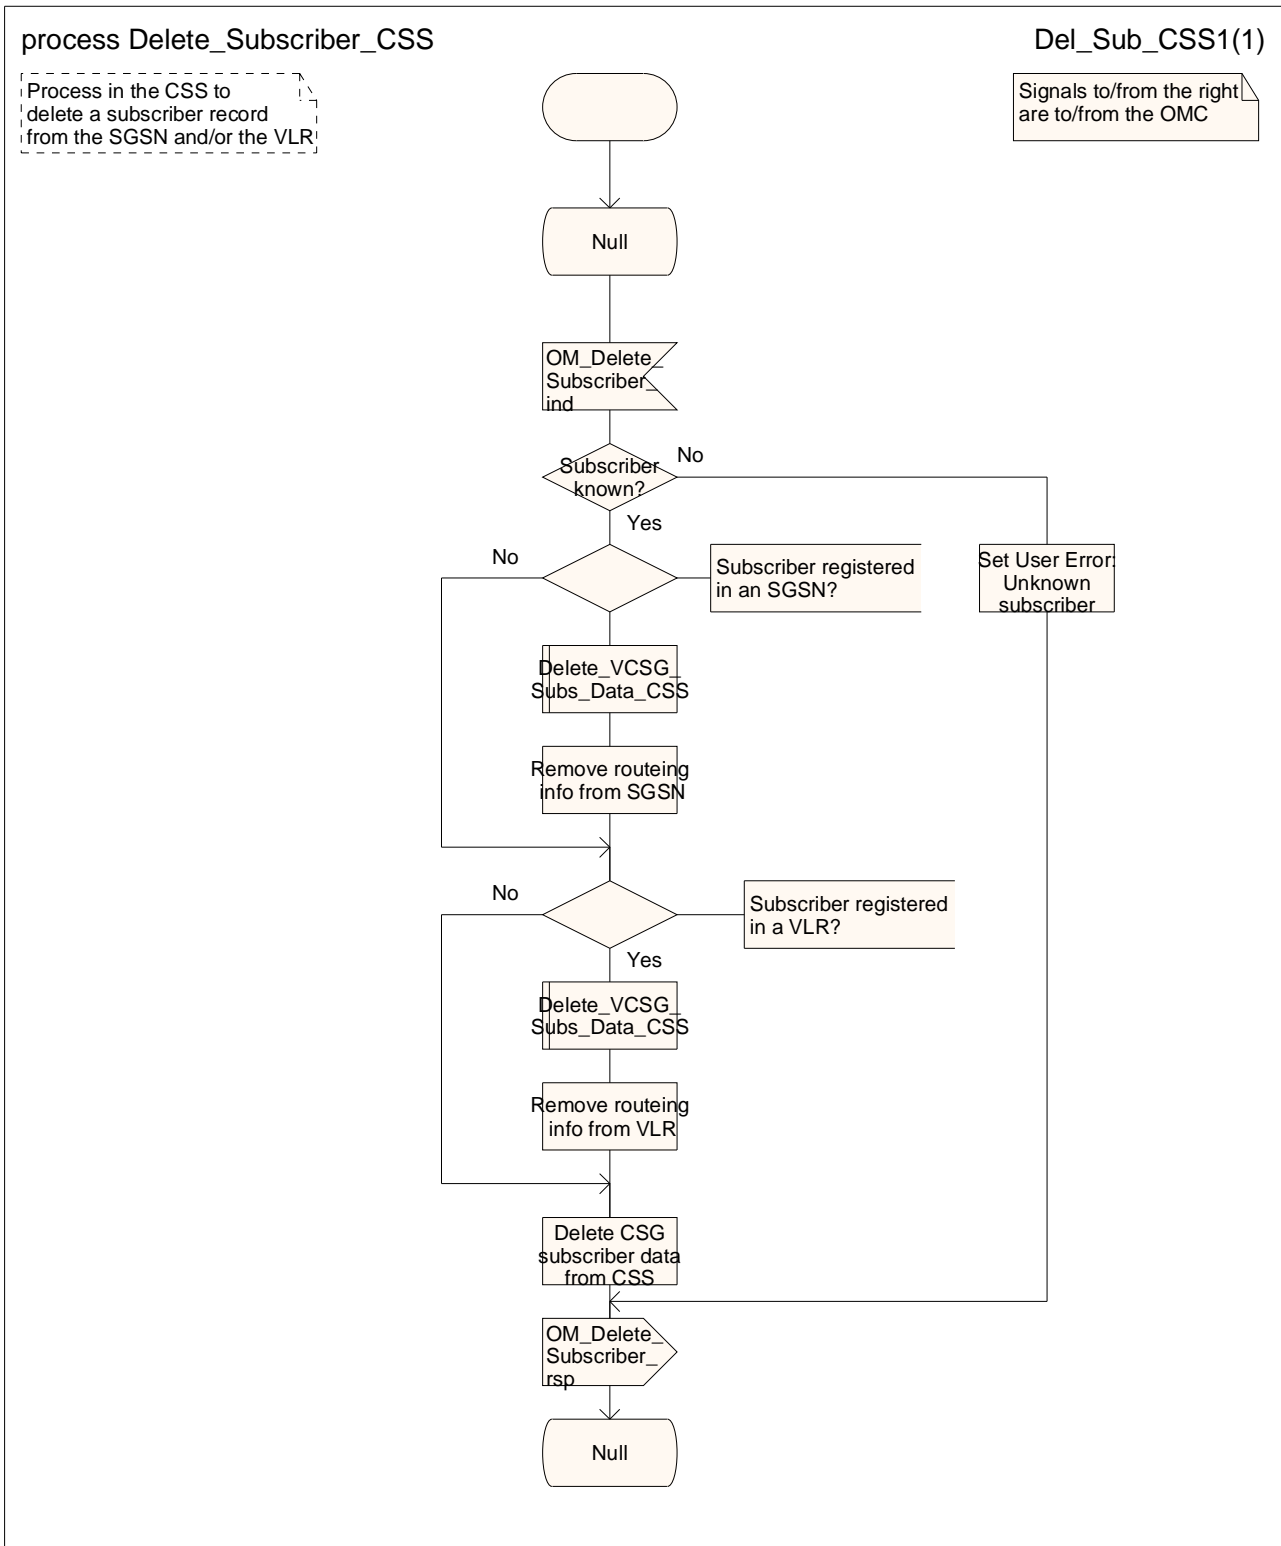 process Delete_Subscriber_CSS
Del_Sub_CSS1(1)
Process in the CSS to
delete a subscriber record
from the SGSN and/or the VLR
Signals to/from the right
are to/from the OMC
Null
OM_Delete_
Subscriber_
ind
Subscriber
known?
No
Yes
No
Subscriber registered
in an SGSN?
Set User Error:
Unknown
subscriber
Delete_VCSG_
Subs_Data_CSS
Remove routeing
info from SGSN
No
Subscriber registered
in a VLR?
Yes
Delete_VCSG_
Subs_Data_CSS
Remove routeing
info from VLR
Delete CSG
subscriber data
from CSS
OM_Delete_
Subscriber_
rsp
Null